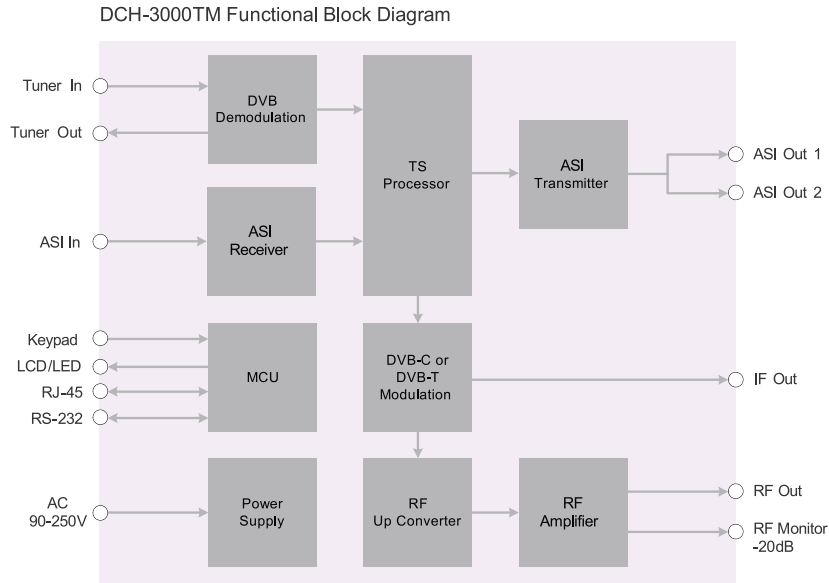 DCH-3000TM Functional Block Diagram
Tuner In
Tuner Out
DVB
Demodulation
TS
Processor
ASI
Transmitter
ASI Out 1
ASI Out 2
ASI In
ASI
Receiver
Keypad
LCD/LED
RJ-45
RS-232
MCU
DVB-C or
DVB-T
Modulation
IF Out
AC
90-250V
Power
Supply
RF
Up Converter
RF
Amplifier
RF Out
RF Monitor
-20dB